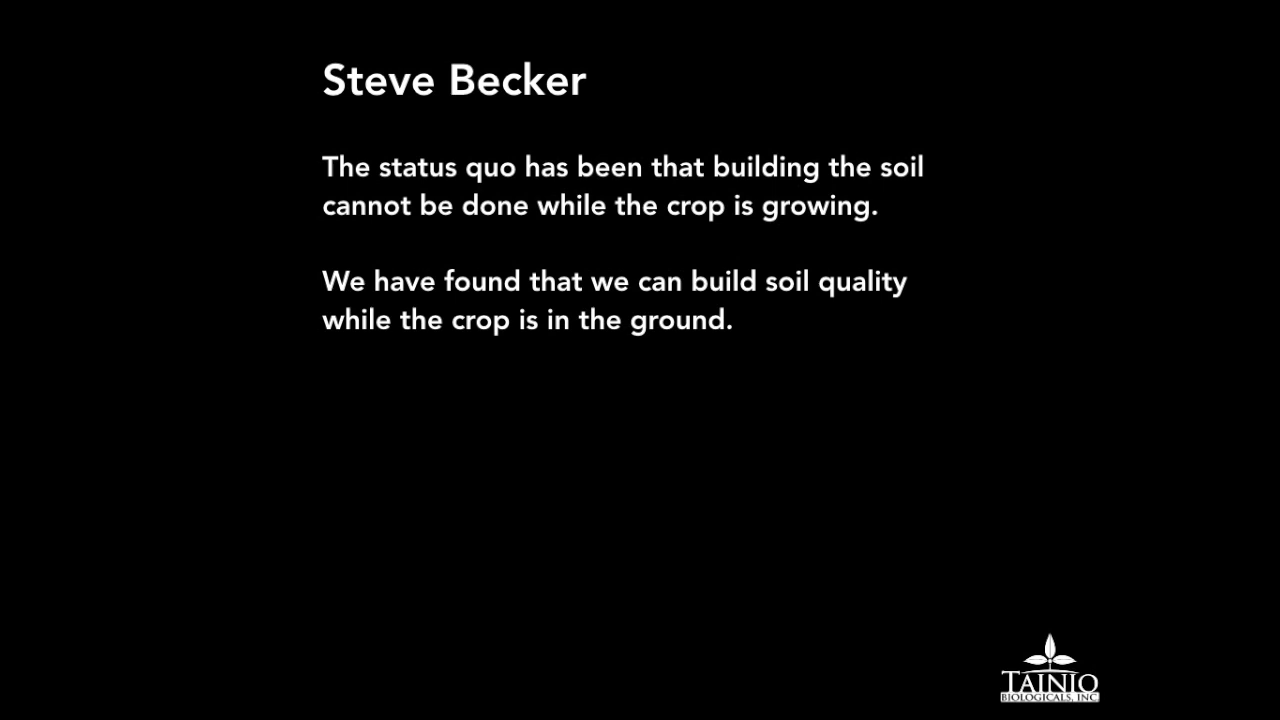 Steve Becker
The status quo has been that building the soil
cannot be done while the crop is growing.
We have found that we can build soil quality
while the crop is in the ground.
TAINIO
BIOLOGICALS, INC